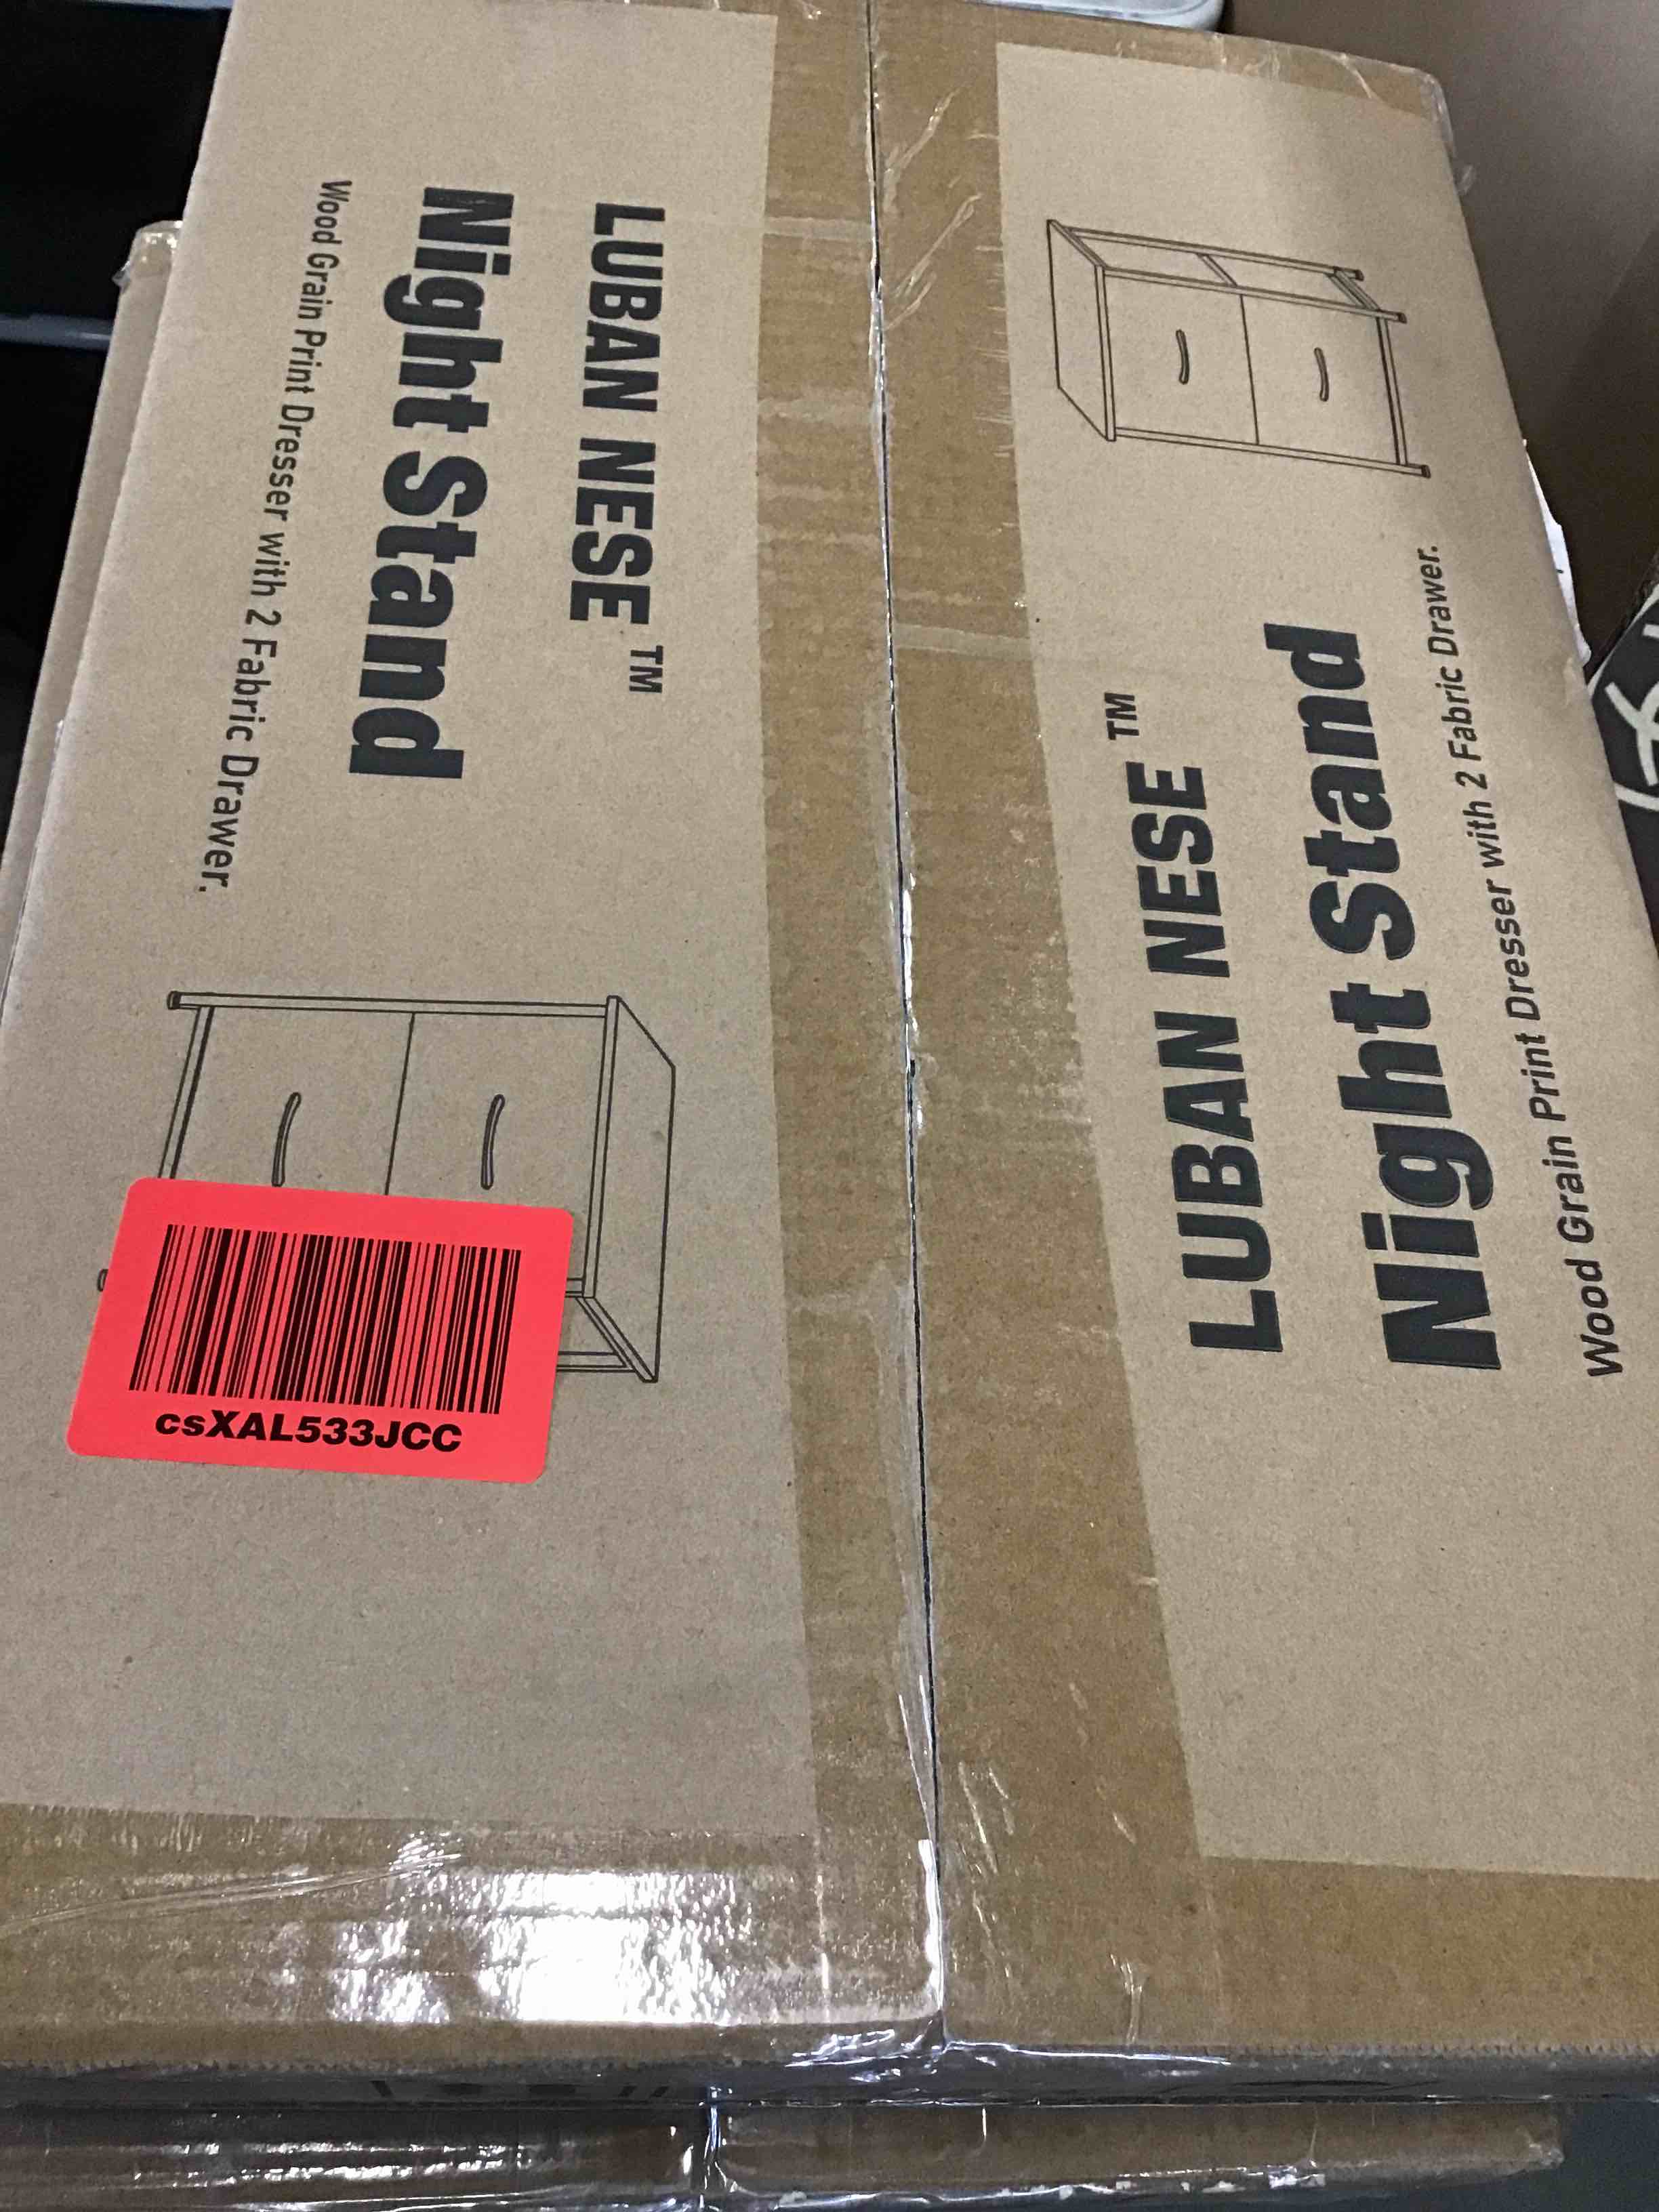 LUBAN NESE™
Night Stand
Wood Grain Print Dresser with 2 Fabric Drawer.
csXAL533JCC
LUBAN NESE™
Night Stand
Wood Grain Print Dresser with 2 Fabric Drawer.